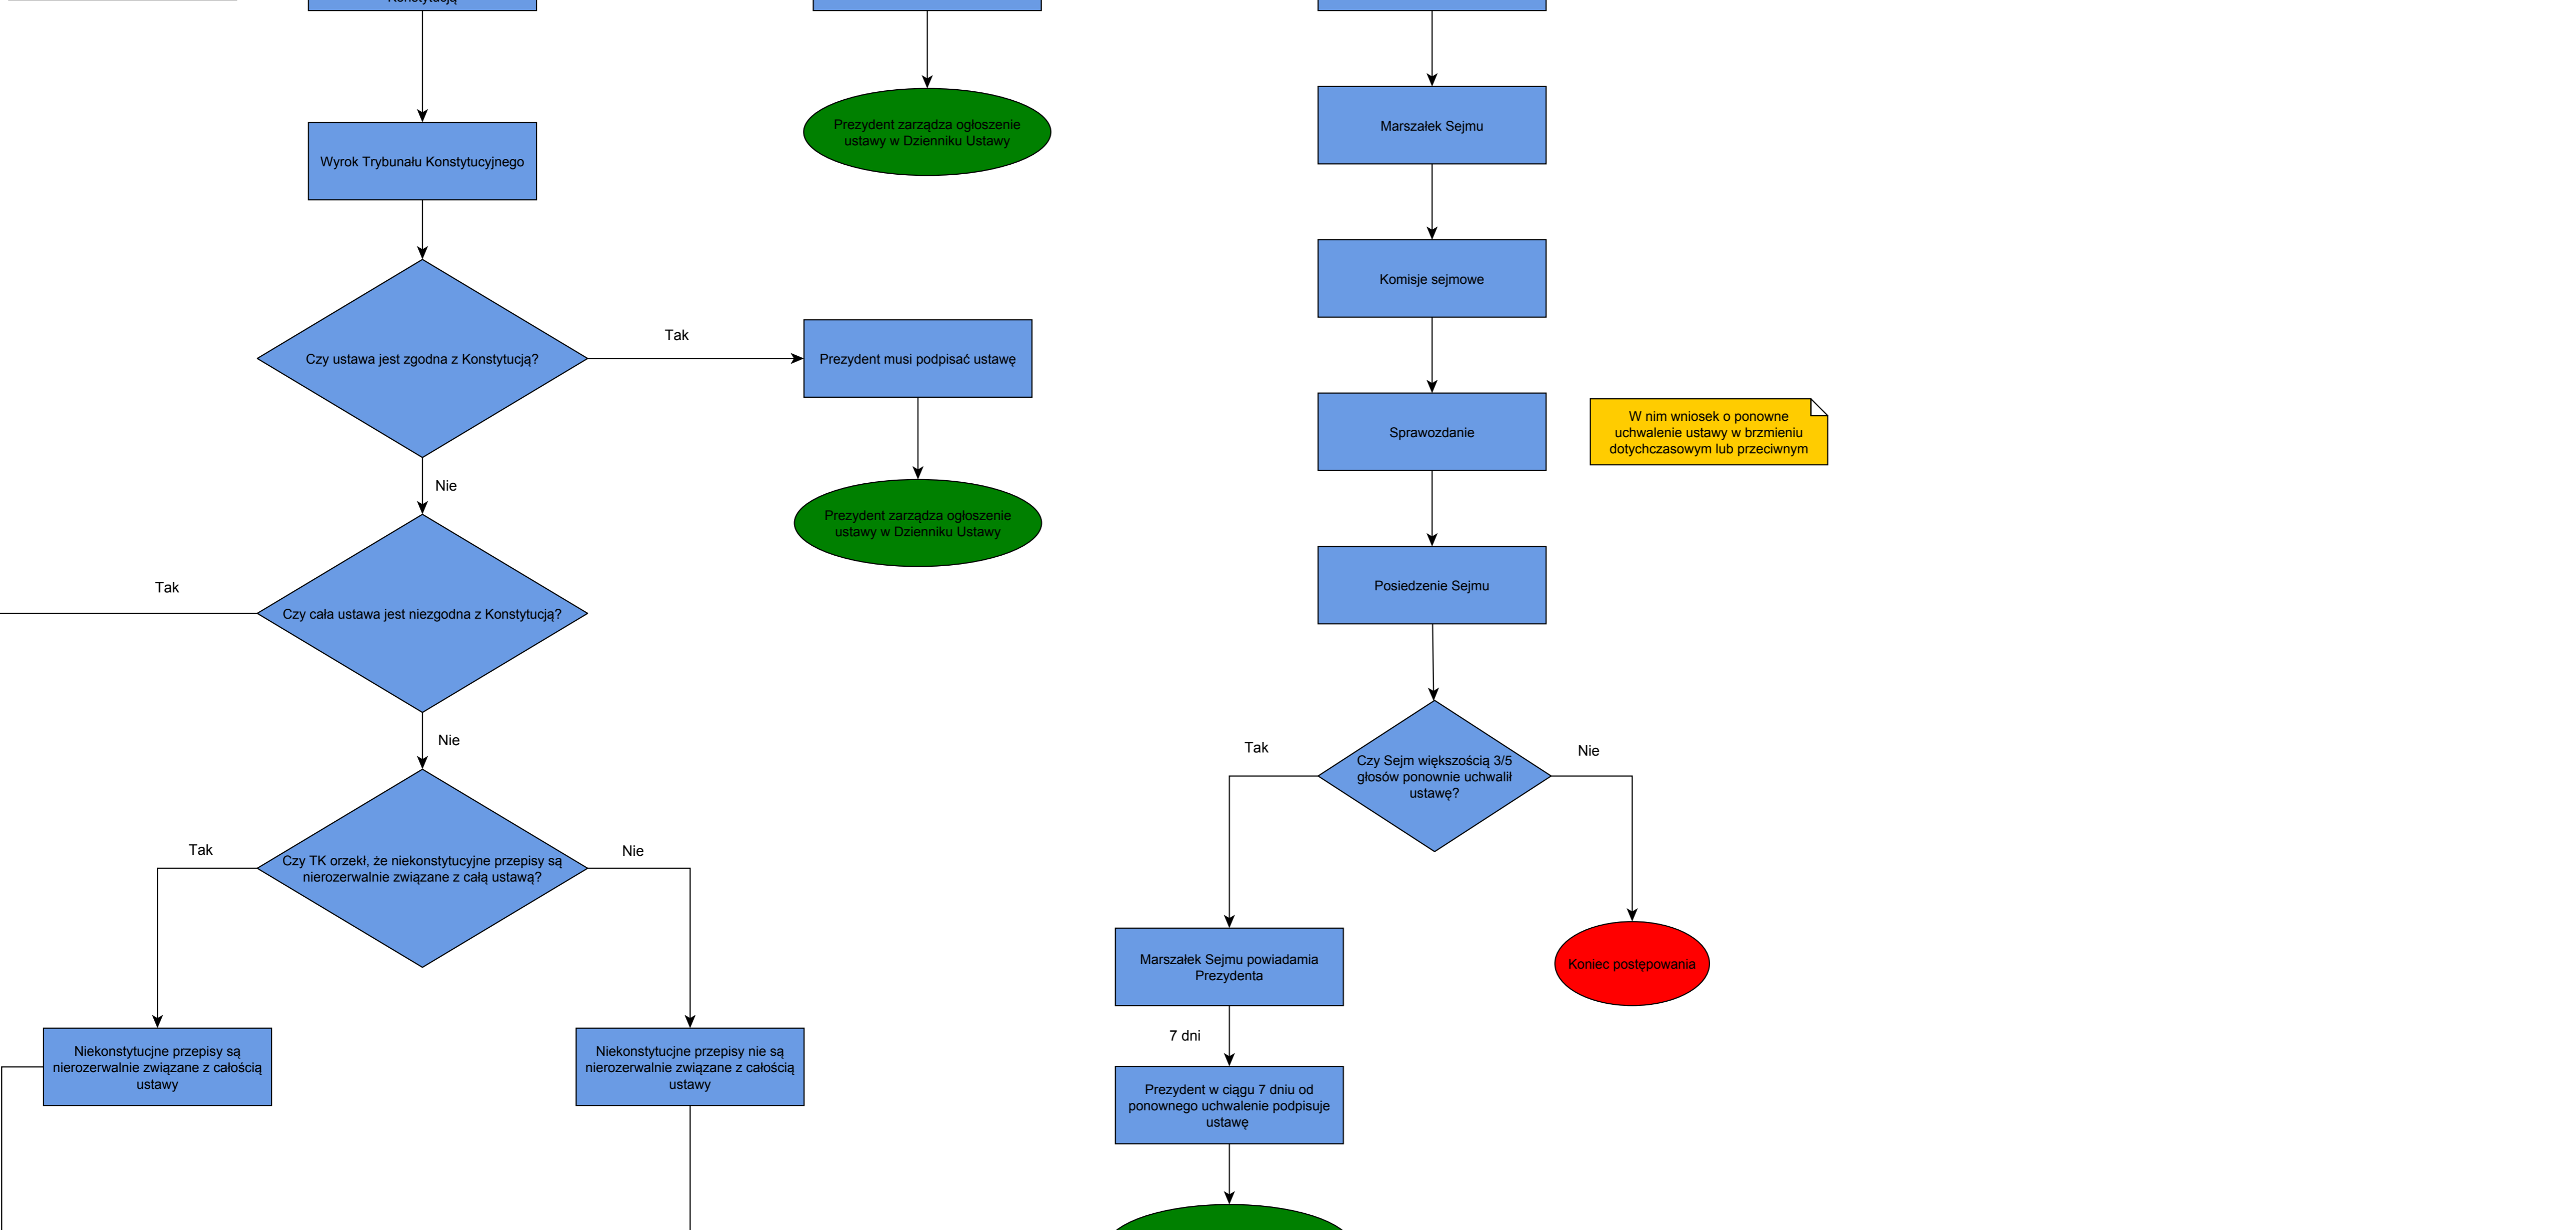 Konstytucją
Prezydent zarządza ogłoszenie
ustawy w Dzienniku Ustawy
Marszałek Sejmu
Wyrok Trybunału Konstytucyjnego
Komisje sejmowe
Tak
Czy ustawa jest zgodna z Konstytucją?
Prezydent musi podpisać ustawę
Sprawozdanie
W nim wniosek o ponowne
uchwalenie ustawy w brzmieniu
dotychczasowym lub przeciwnym
Nie
Prezydent zarządza ogłoszenie
ustawy w Dzienniku Ustawy
Posiedzenie Sejmu
Tak
Czy cała ustawa jest niezgodna z Konstytucją?
Nie
Tak
Czy Sejm większością 3/5
głosów ponownie uchwalił
ustawę?
Nie
Tak
Czy TK orzekł, że niekonstytucyjne przepisy są
nierozerwalnie związane z całą ustawą?
Nie
Marszałek Sejmu powiadamia
Prezydenta
Koniec postępowania
7 dni
Niekonstytucjne przepisy są
nierozerwalnie związane z całością
ustawy
Niekonstytucjne przepisy nie są
nierozerwalnie związane z całością
ustawy
Prezydent w ciągu 7 dniu od
ponownego uchwalenie podpisuje
ustawę